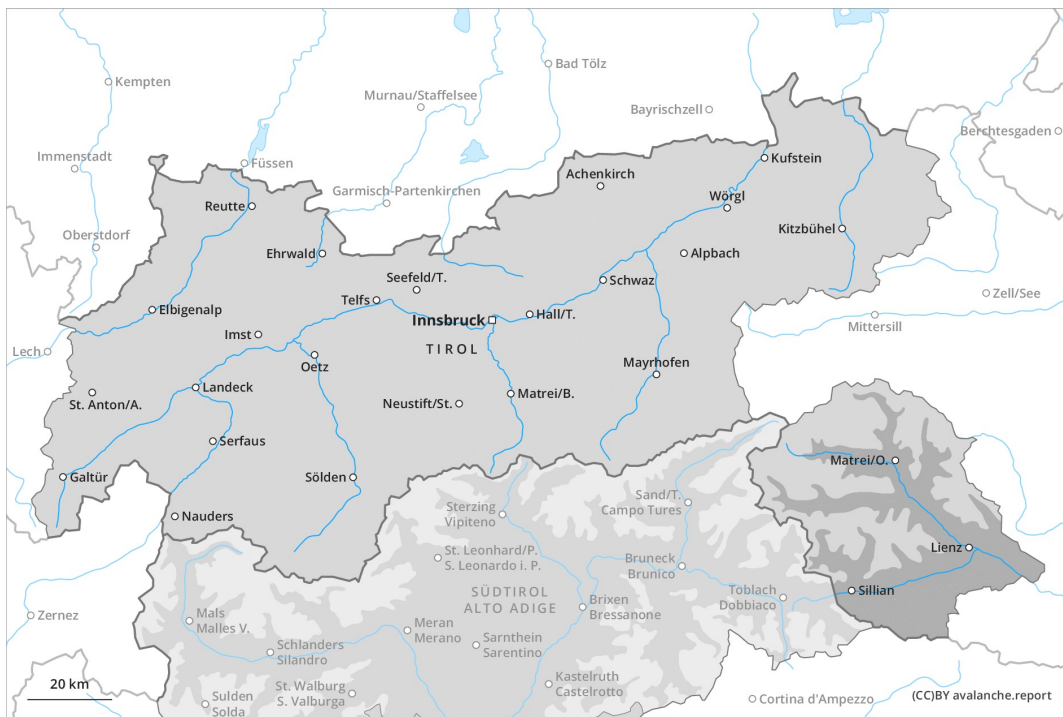 Kempten
Bad Tölz
Murnau/Staffelsee
Bayrischzell
Berchtesgaden
Immenstadt
Füssen
Kufstein
Achenkirch
Garmisch-Partenkirchen
Wörgl
Reutte
Oberstdorf
Kitzbühel
Ehrwald
Alpbach
Seefeld/T.
Schwaz
Zell/See
Telfs
Elbigenalp
Innsbruck
Hall/T.
Mittersill
Imst
TIROL
Lech
Oetz
Mayrhofen
Landeck
St. Anton/A.
Neustift/St.
Matrei/B.
Serfaus
Matrei/O.
Galtür
Sölden
Sand/T.
Campo Tures
Sterzing
Vipiteno
Nauders
Lienz
St. Leonhard/P.
S. Leonardo i. P.
Bruneck
Brunico
SÜDTIROL
ALTO ADIGE
Toblach
Dobbiaco
Sillian
Brixen
Bressanone
Zernez
Mals
Malles V.
Meran
Merano
Sarnthein
Sarentino
Schlanders
Silandro
Kastelruth
Castelrotto
20 km
St. Walburg
S. Valburga
Sulden
Solda
Cortina d'Ampezzo
(CC)BY avalanche.report